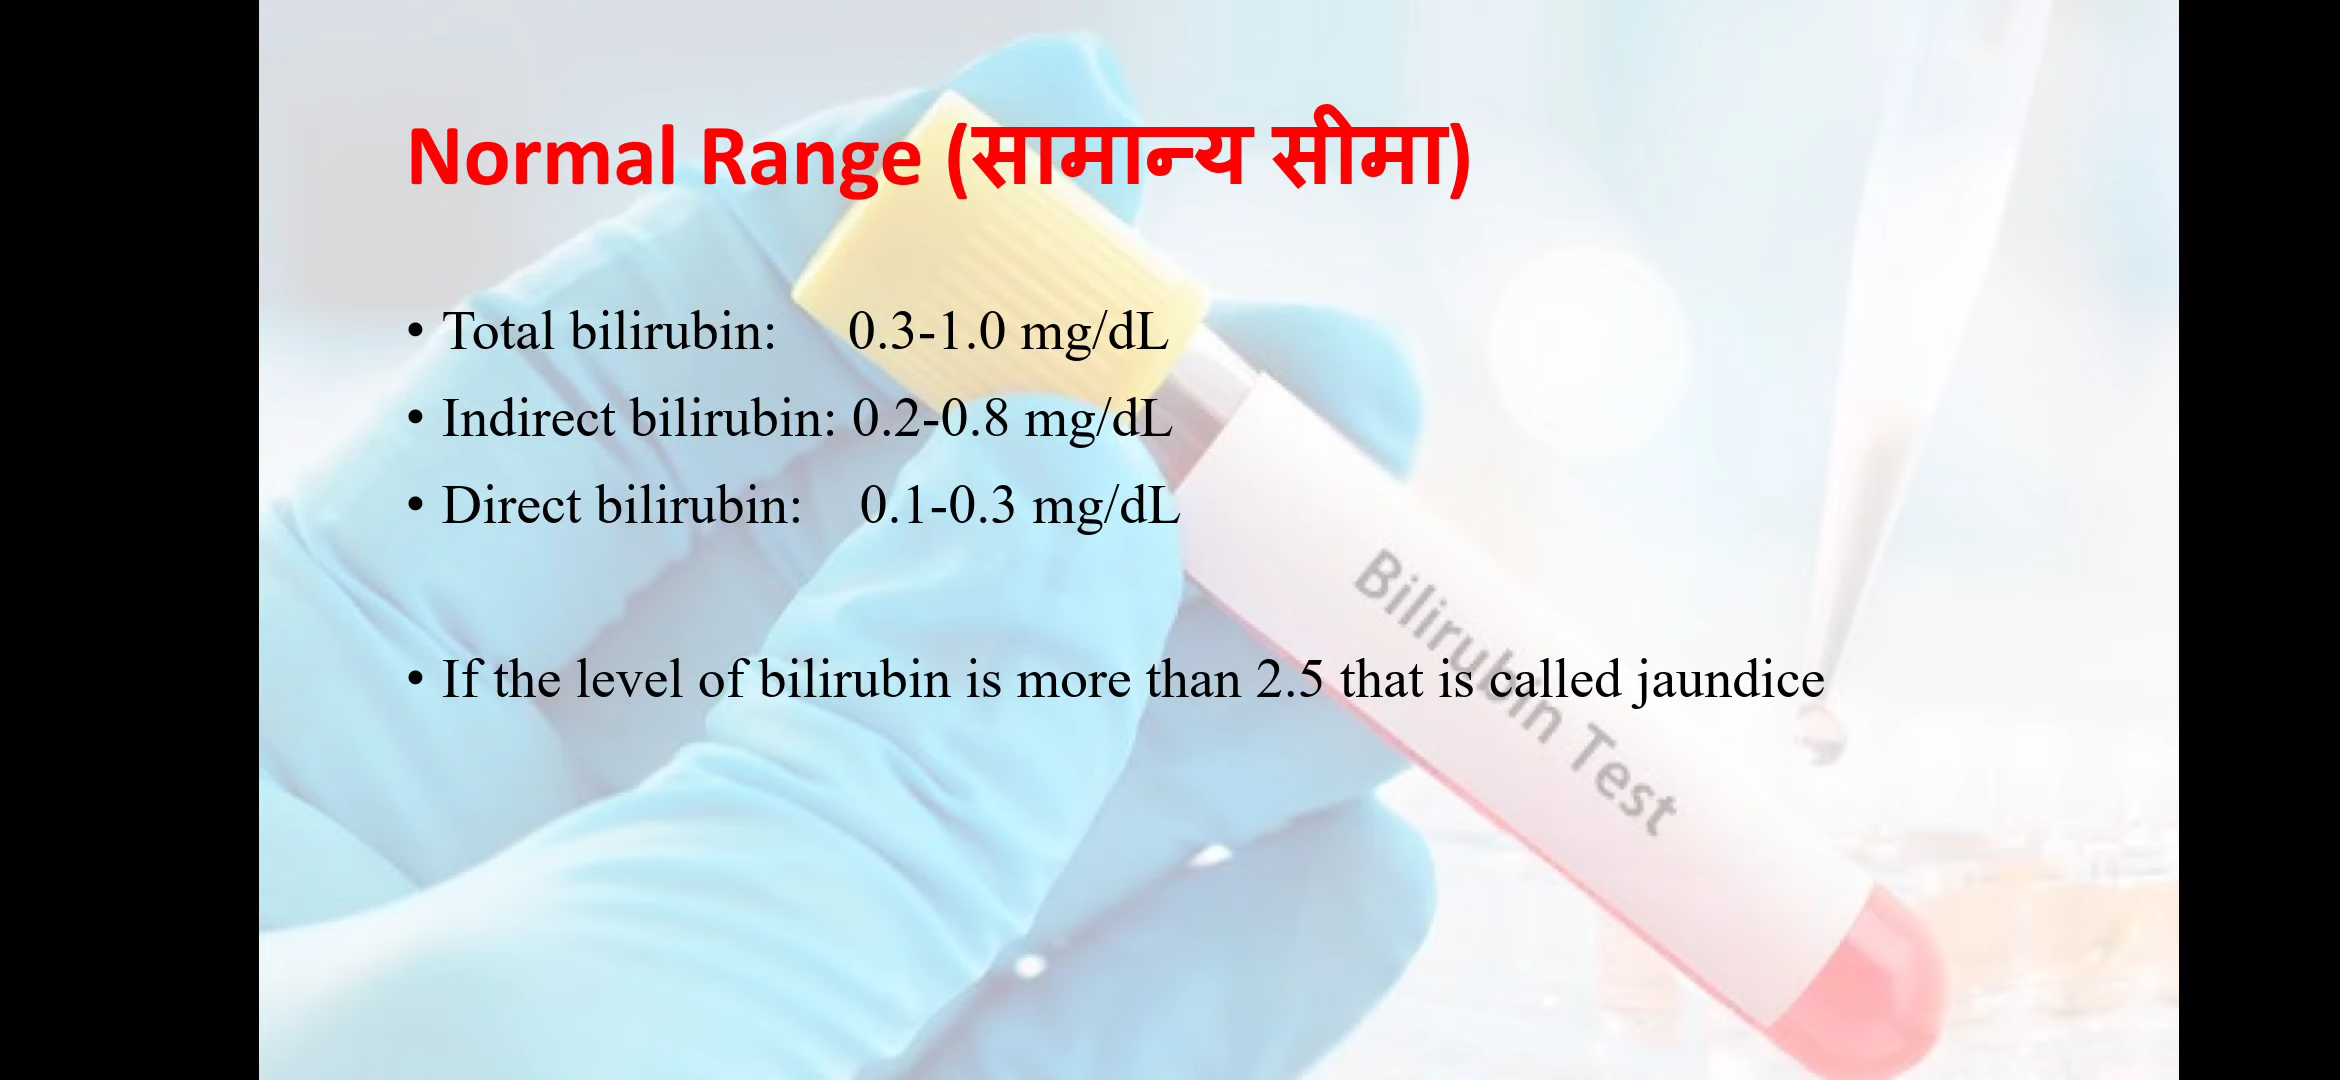 Normal Range (सामान्य सीमा)
• Total bilirubin: 0.3-1.0 mg/dL
• Indirect bilirubin: 0.2-0.8 mg/dL
• Direct bilirubin: 0.1-0.3 mg/dL
• If the level of bilirubin is more than 2.5 that is called jaundice
Bilirubin Test